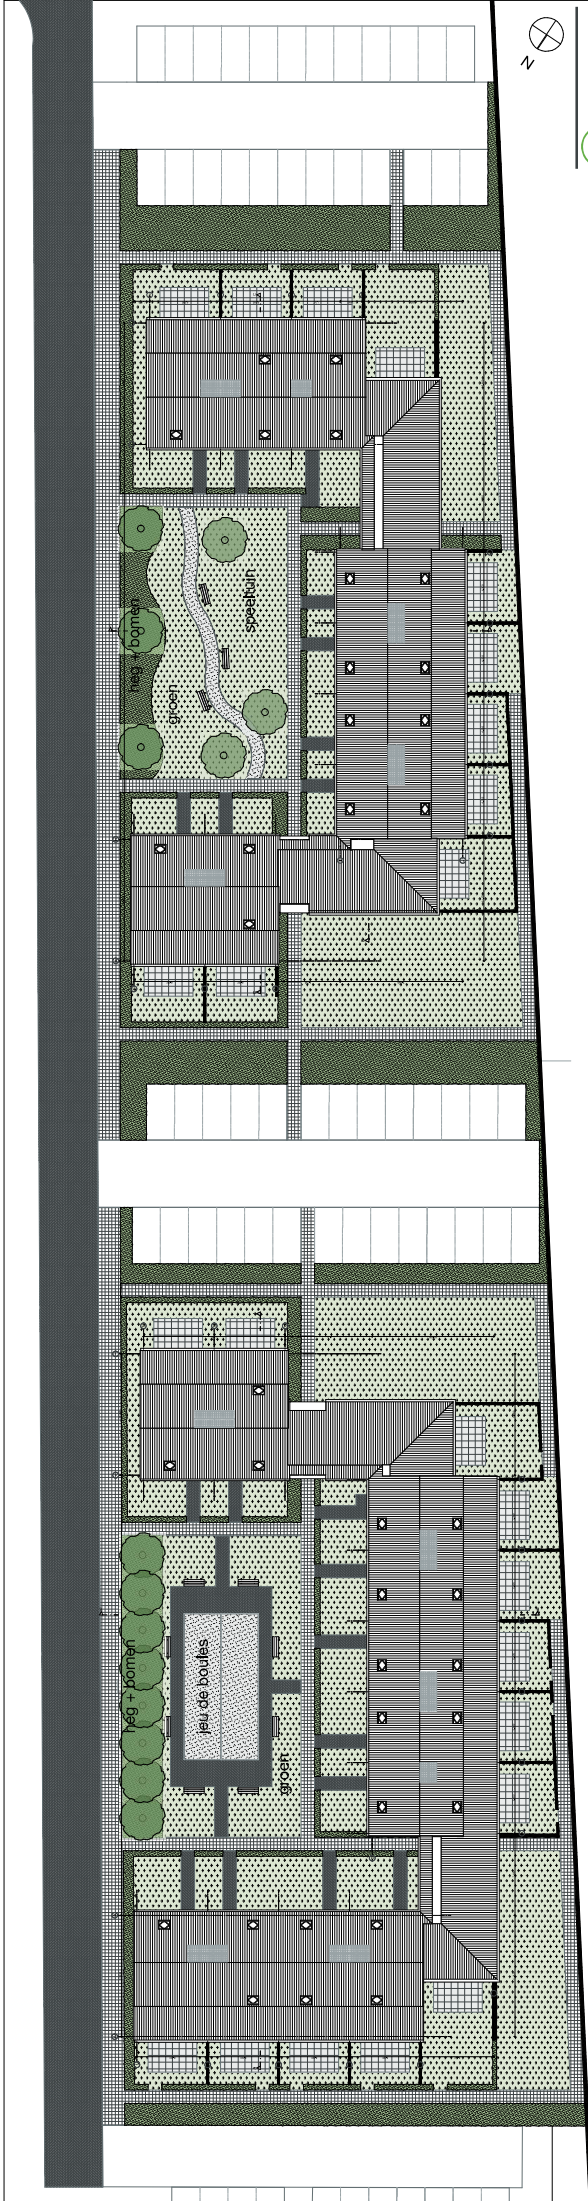 N
speeltuin
heg + bomen
groen
jeu de boules
heg + bomen
groen